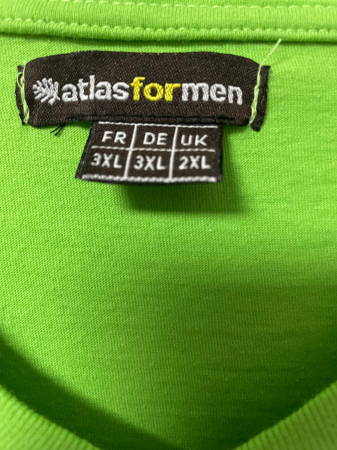 atlasformen
FR DE UK
3XL 3XL 2XL